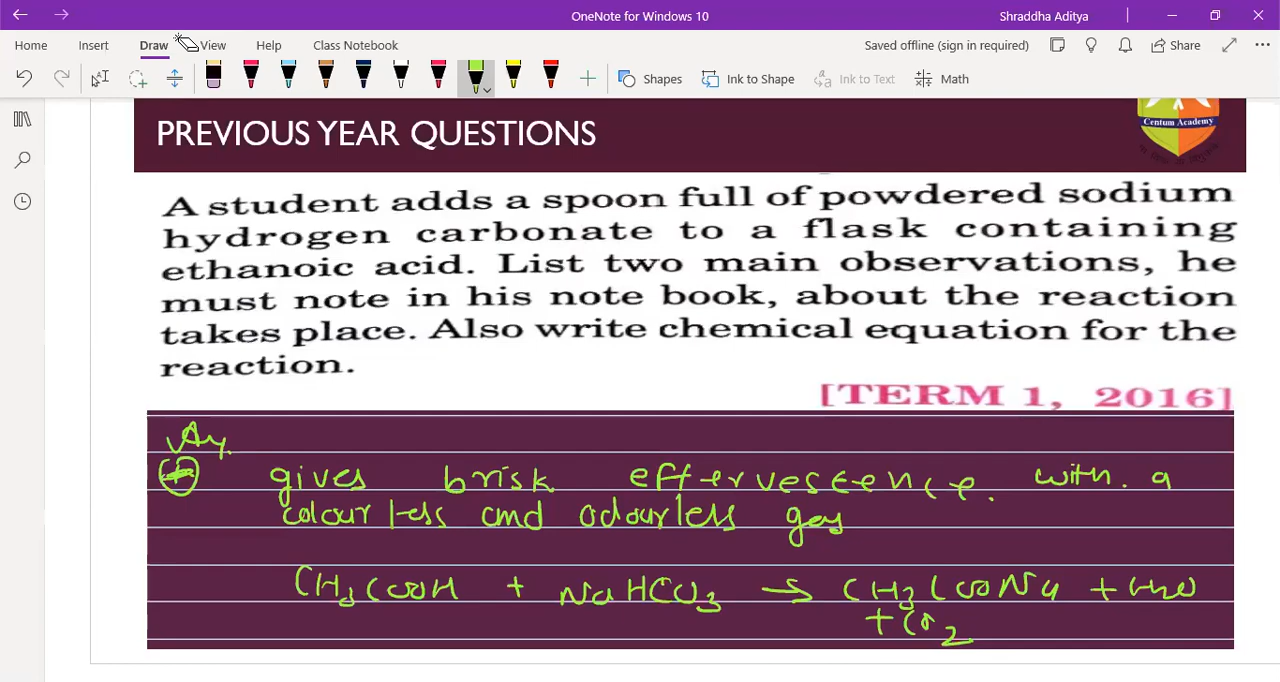 OneNote for Windows 10
Shraddha Aditya
Home Insert Draw View Help Class Notebook
Saved offline (sign in required) Share
Shapes Ink to Shape Ink to Text Math
PREVIOUS YEAR QUESTIONS
Centum Academy
A student adds a spoon full of powdered sodium
hydrogen carbonate to a flask containing
ethanoic acid. List two main observations, he
must note in his note book, about the reaction
takes place. Also write chemical equation for the
reaction.
[TERM 1, 2016]
gives brisk effervescence. with. a
colourless and odourless gas
CH3COOH + NaHCO3 → CH3COONa + H2O
+ CO2